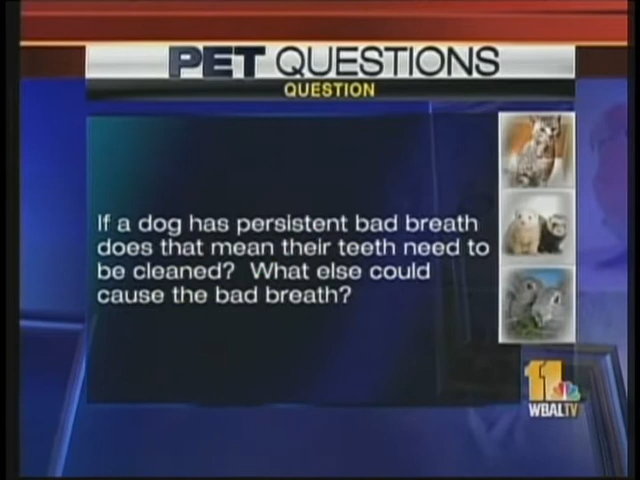 PET QUESTIONS
QUESTION
If a dog has persistent bad breath
does that mean their teeth need to
be cleaned? What else could
cause the bad breath?
11
WBALTV